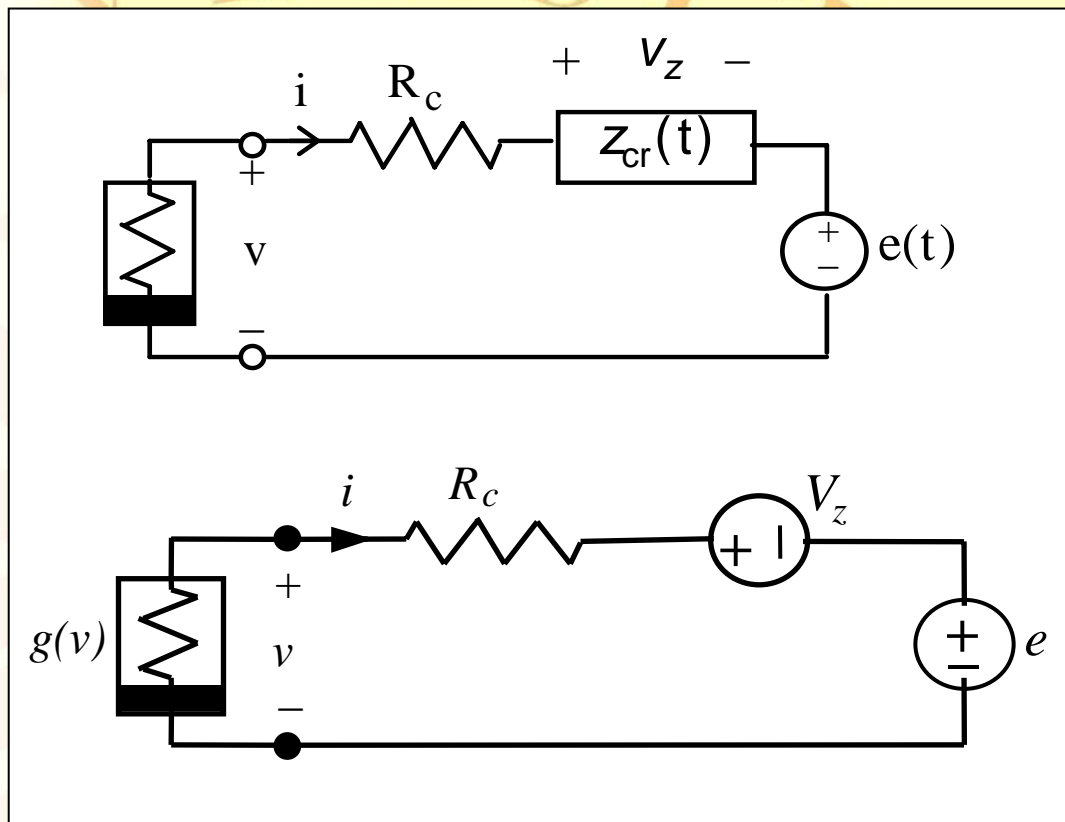 + v_z −
i R_c
z_cr(t)
+
v
−
+
−
e(t)
i R_c V_z
+ −
g(v)
+
v
−
+
−
e